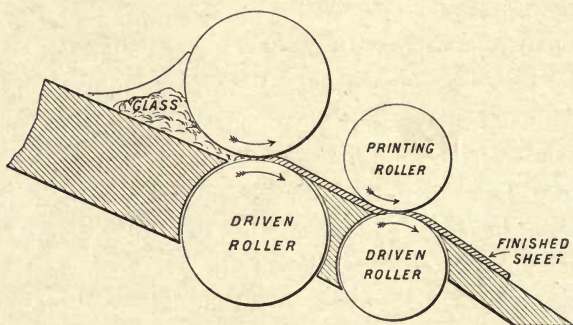 GLASS
PRINTING
ROLLER
DRIVEN
ROLLER
DRIVEN
ROLLER
FINISHED
SHEET